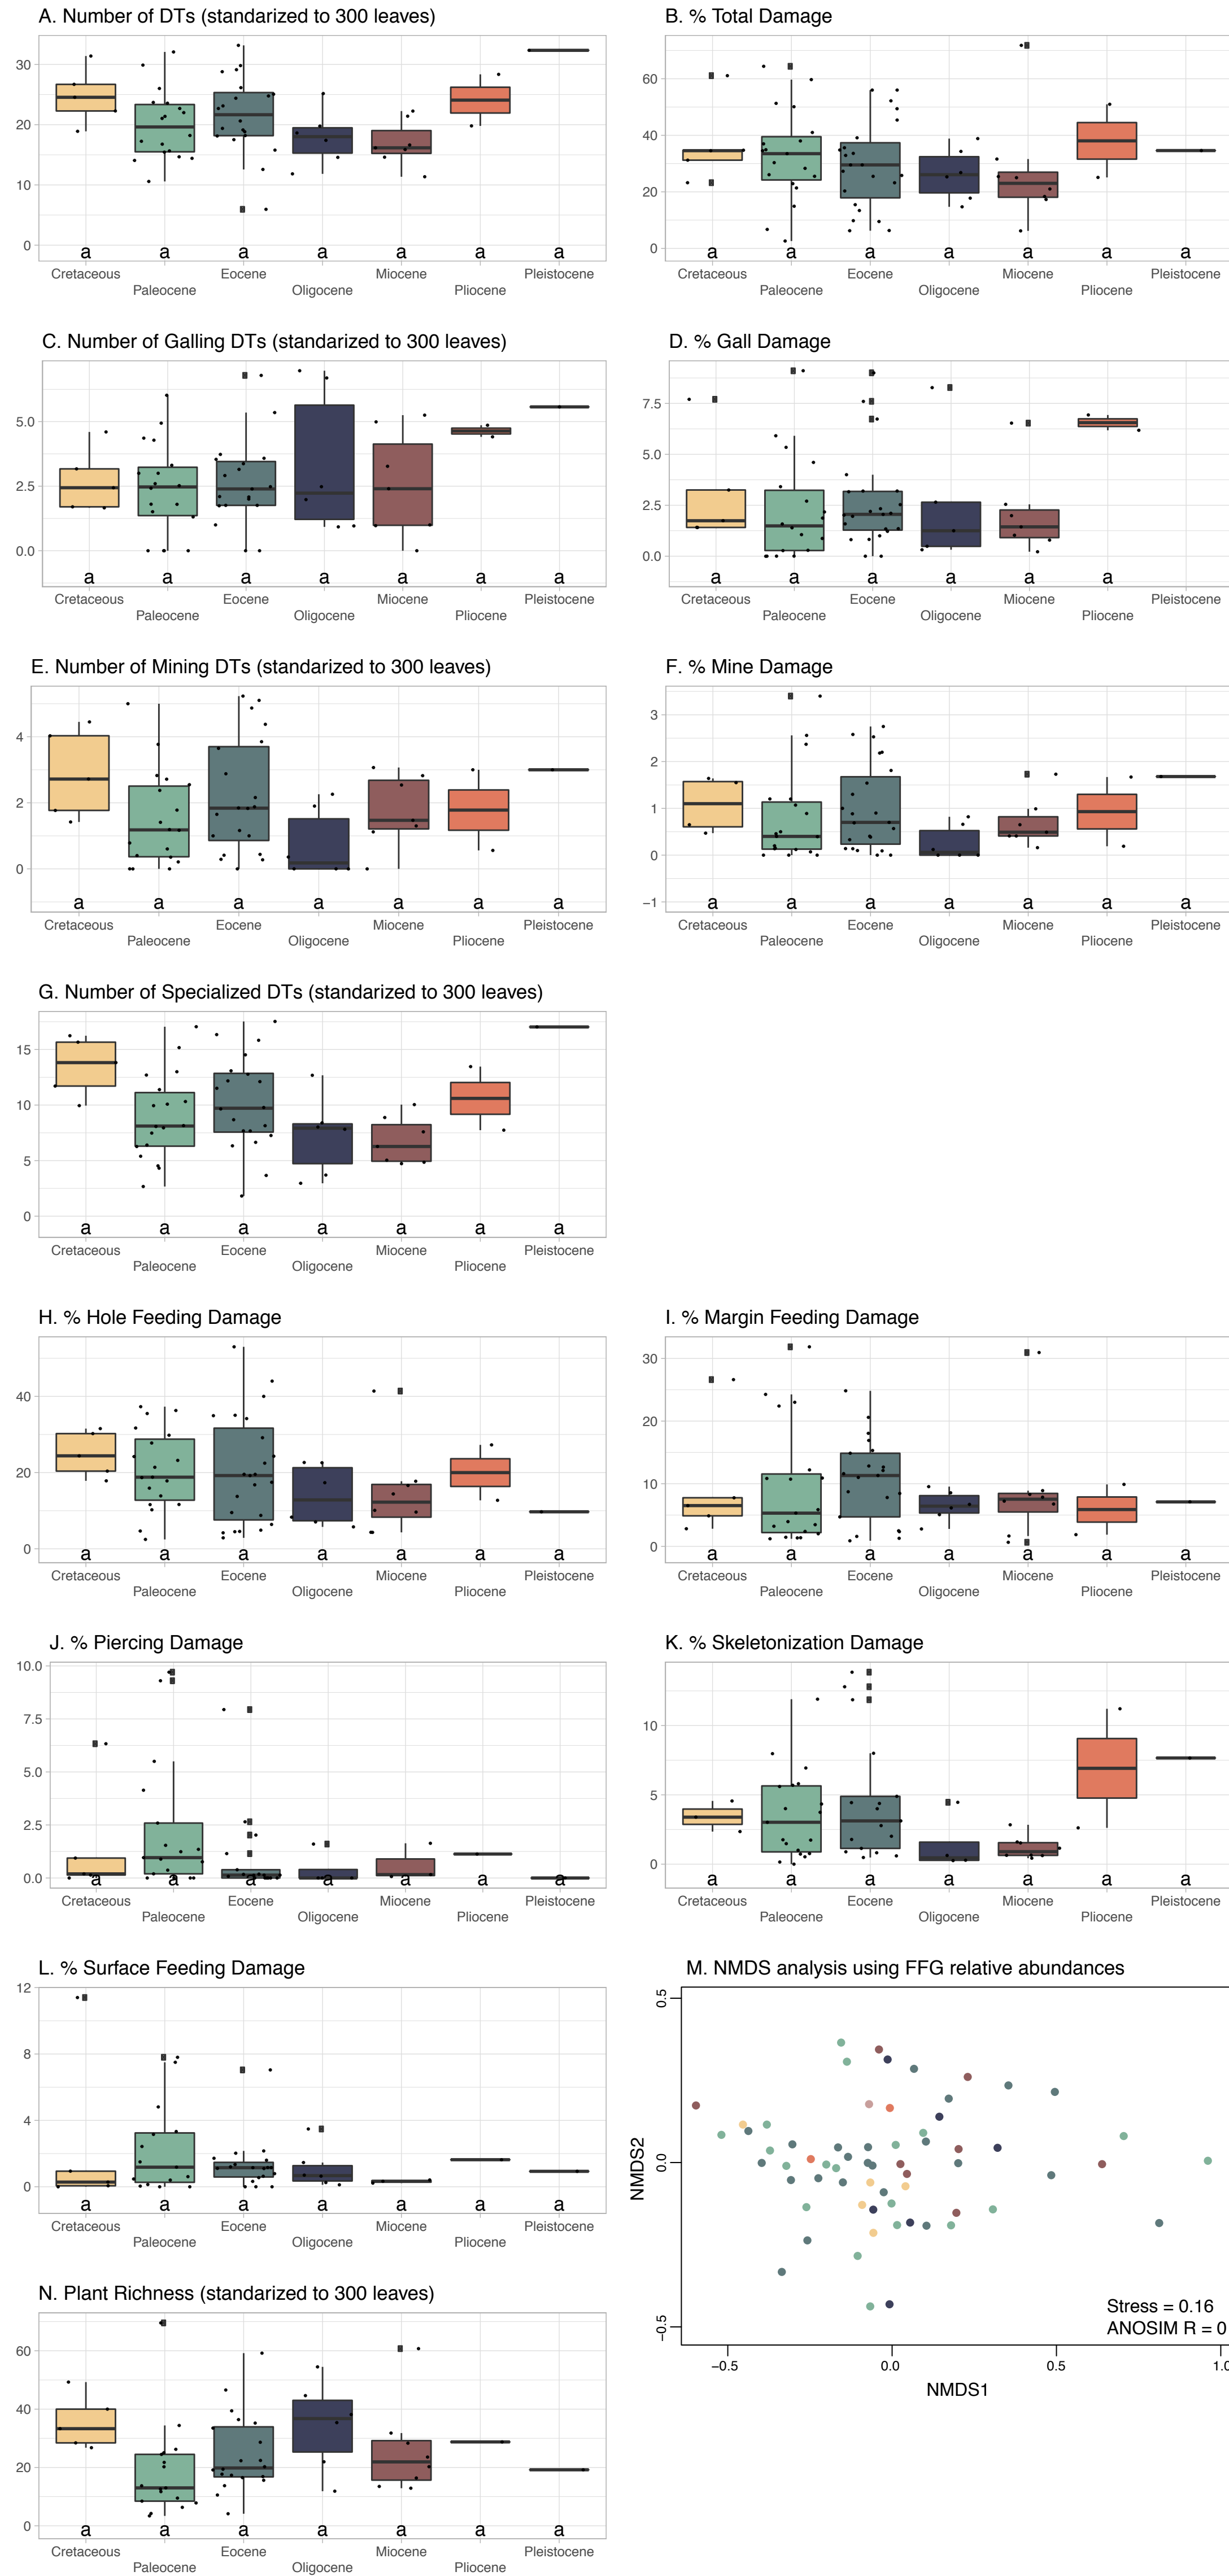 A. Number of DTs (standarized to 300 leaves)
30
20
10
0
a a a a a a a
Cretaceous Eocene Miocene Pleistocene
Paleocene Oligocene Pliocene
B. % Total Damage
60
40
20
0
a a a a a a a
Cretaceous Eocene Miocene Pleistocene
Paleocene Oligocene Pliocene
C. Number of Galling DTs (standarized to 300 leaves)
5.0
2.5
0.0
a a a a a a a
Cretaceous Eocene Miocene Pleistocene
Paleocene Oligocene Pliocene
D. % Gall Damage
7.5
5.0
2.5
0.0
a a a a a a
Cretaceous Eocene Miocene Pleistocene
Paleocene Oligocene Pliocene
E. Number of Mining DTs (standarized to 300 leaves)
4
2
0
a a a a a a a
Cretaceous Eocene Miocene Pleistocene
Paleocene Oligocene Pliocene
F. % Mine Damage
3
2
1
0
−1
a a a a a a a
Cretaceous Eocene Miocene Pleistocene
Paleocene Oligocene Pliocene
G. Number of Specialized DTs (standarized to 300 leaves)
15
10
5
0
a a a a a a a
Cretaceous Eocene Miocene Pleistocene
Paleocene Oligocene Pliocene
H. % Hole Feeding Damage
40
20
0
a a a a a a a
Cretaceous Eocene Miocene Pleistocene
Paleocene Oligocene Pliocene
I. % Margin Feeding Damage
30
20
10
0
a a a a a a a
Cretaceous Eocene Miocene Pleistocene
Paleocene Oligocene Pliocene
J. % Piercing Damage
10.0
7.5
5.0
2.5
0.0
a a a a a a a
Cretaceous Eocene Miocene Pleistocene
Paleocene Oligocene Pliocene
K. % Skeletonization Damage
10
5
0
a a a a a a a
Cretaceous Eocene Miocene Pleistocene
Paleocene Oligocene Pliocene
L. % Surface Feeding Damage
12
8
4
0
a a a a a a a
Cretaceous Eocene Miocene Pleistocene
Paleocene Oligocene Pliocene
M. NMDS analysis using FFG relative abundances
0.5
0.0
−0.5
NMDS2
Stress = 0.16
ANOSIM R = 0
−0.5 0.0 0.5 1.0
NMDS1
N. Plant Richness (standarized to 300 leaves)
60
40
20
0
a a a a a a a
Cretaceous Eocene Miocene Pleistocene
Paleocene Oligocene Pliocene